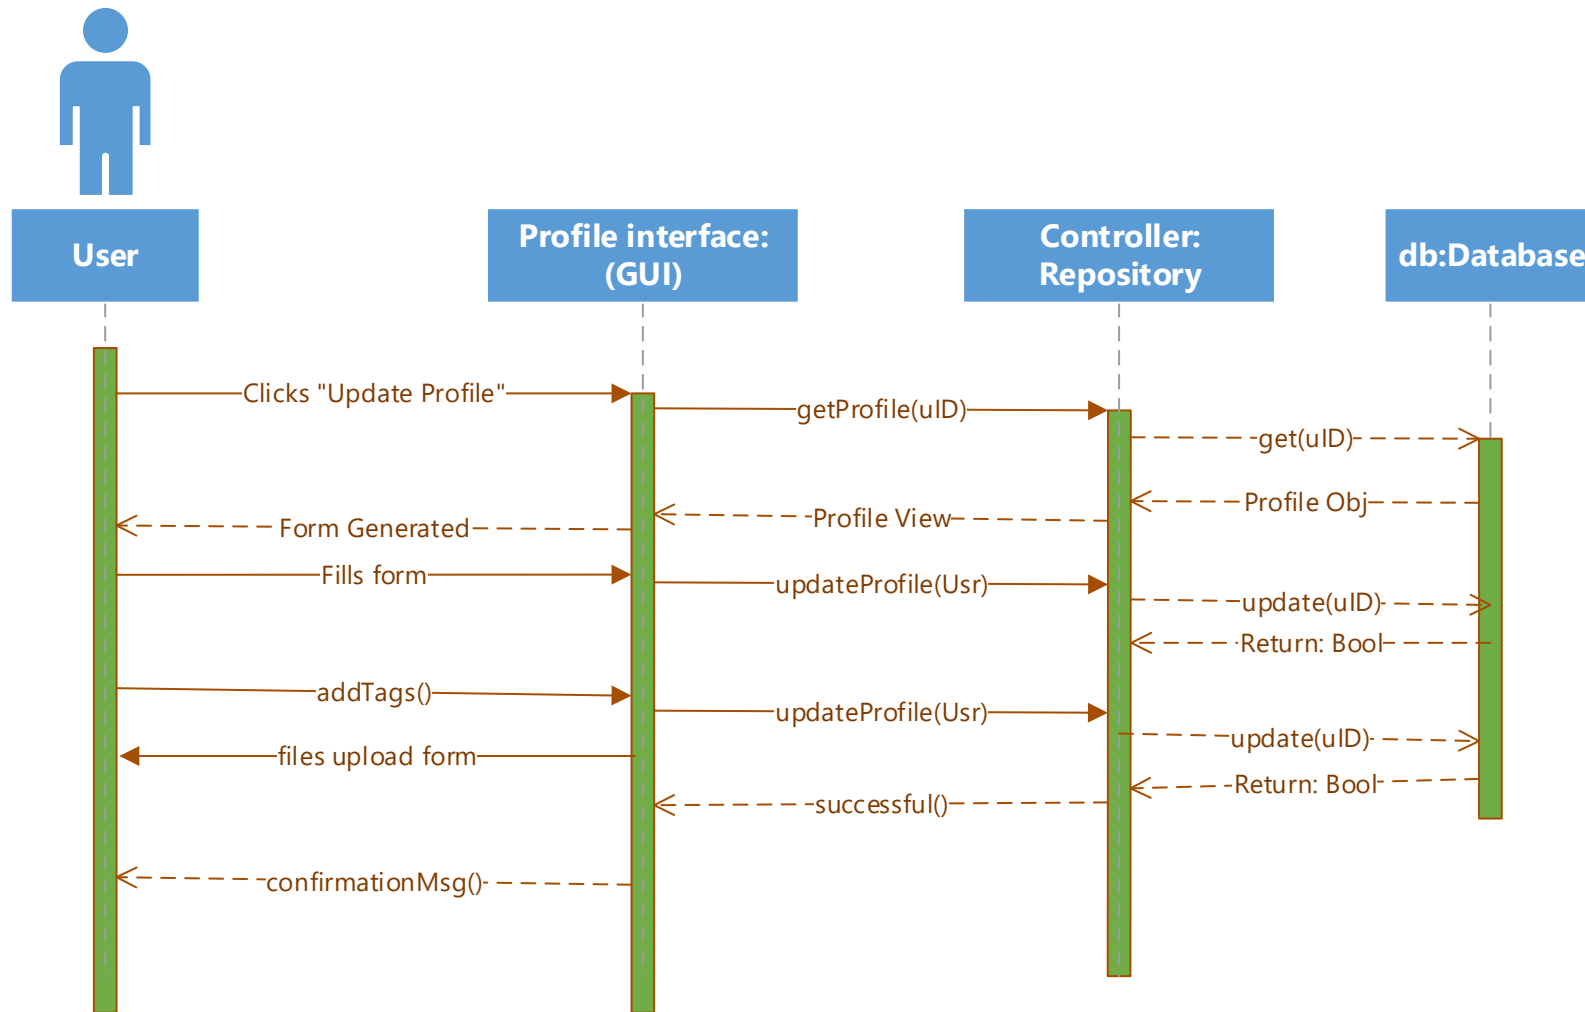 User
Profile interface:
(GUI)
Controller:
Repository
db:Database
Clicks "Update Profile"
getProfile(uID)
get(uID)
Profile Obj
Profile View
Form Generated
Fills form
updateProfile(Usr)
update(uID)
Return: Bool
addTags()
updateProfile(Usr)
update(uID)
files upload form
Return: Bool
successful()
confirmationMsg()